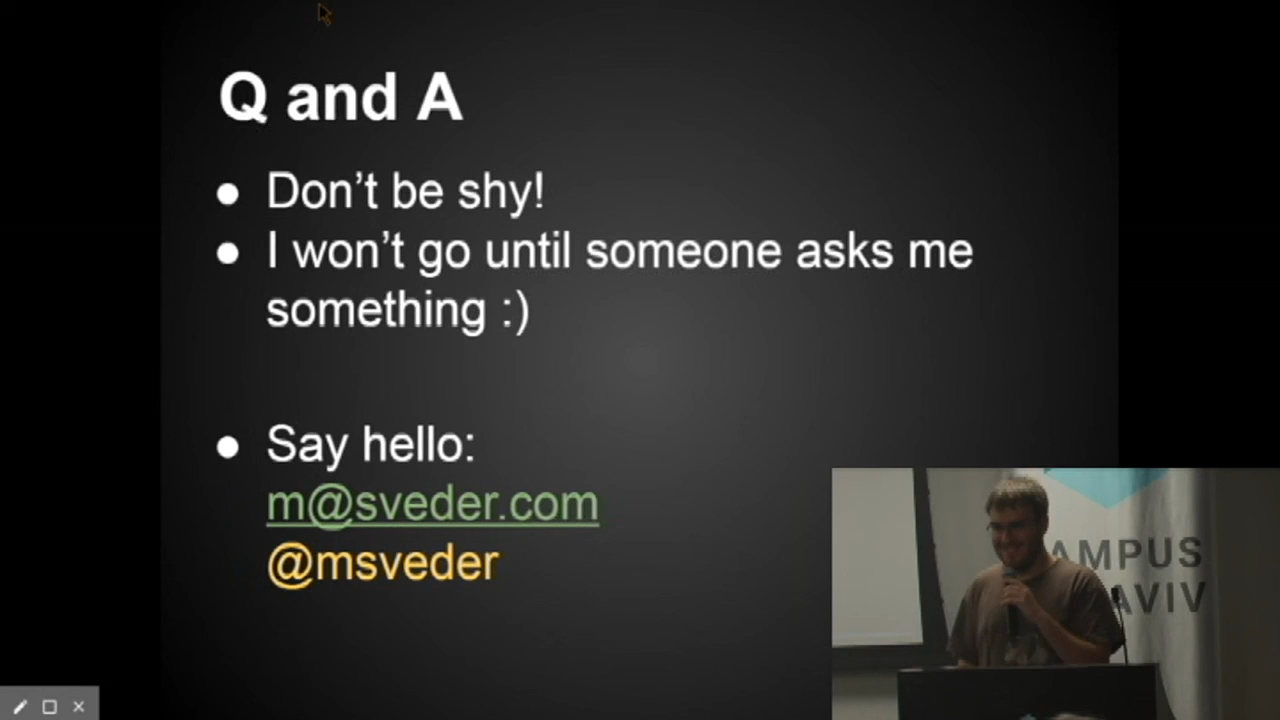 Q and A
● Don’t be shy!
● I won’t go until someone asks me
something :)
● Say hello:
m@sveder.com
@msveder
AMPUS
AVIV